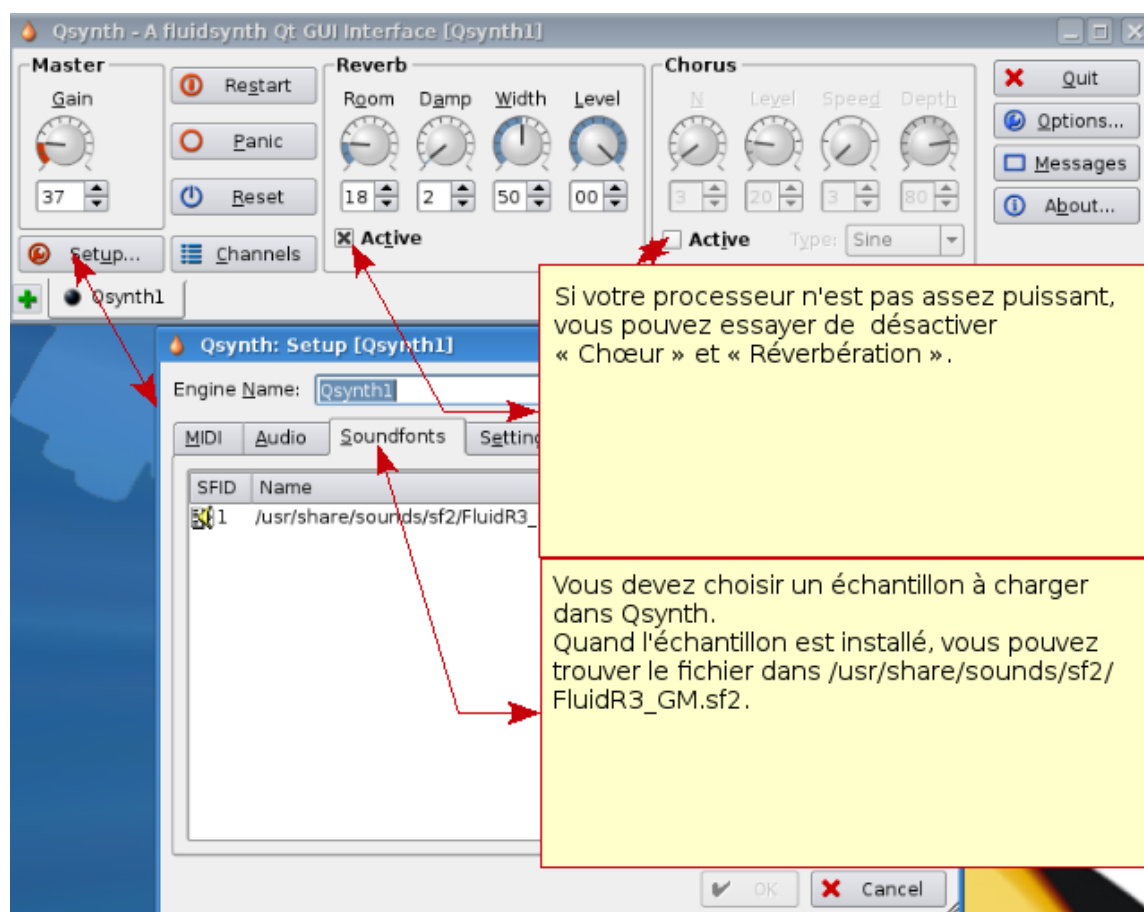 Qsynth - A fluidsynth Qt GUI Interface [Qsynth1]
Master
Gain
37
Setup...
Restart
Panic
Reset
Channels
Reverb
Room Damp Width Level
18 2 50 00
Active
Chorus
N Level Speed Depth
3 20 3 80
Active Type: Sine
Quit
Options...
Messages
About...
Qsynth1
Si votre processeur n'est pas assez puissant,
vous pouvez essayer de désactiver
« Chœur » et « Réverbération ».
Qsynth: Setup [Qsynth1]
Engine Name: Qsynth1
MIDI Audio Soundfonts
SFID Name
1 /usr/share/sounds/sf2/FluidR3_
Vous devez choisir un échantillon à charger
dans Qsynth.
Quand l'échantillon est installé, vous pouvez
trouver le fichier dans /usr/share/sounds/sf2/
FluidR3_GM.sf2.
OK Cancel